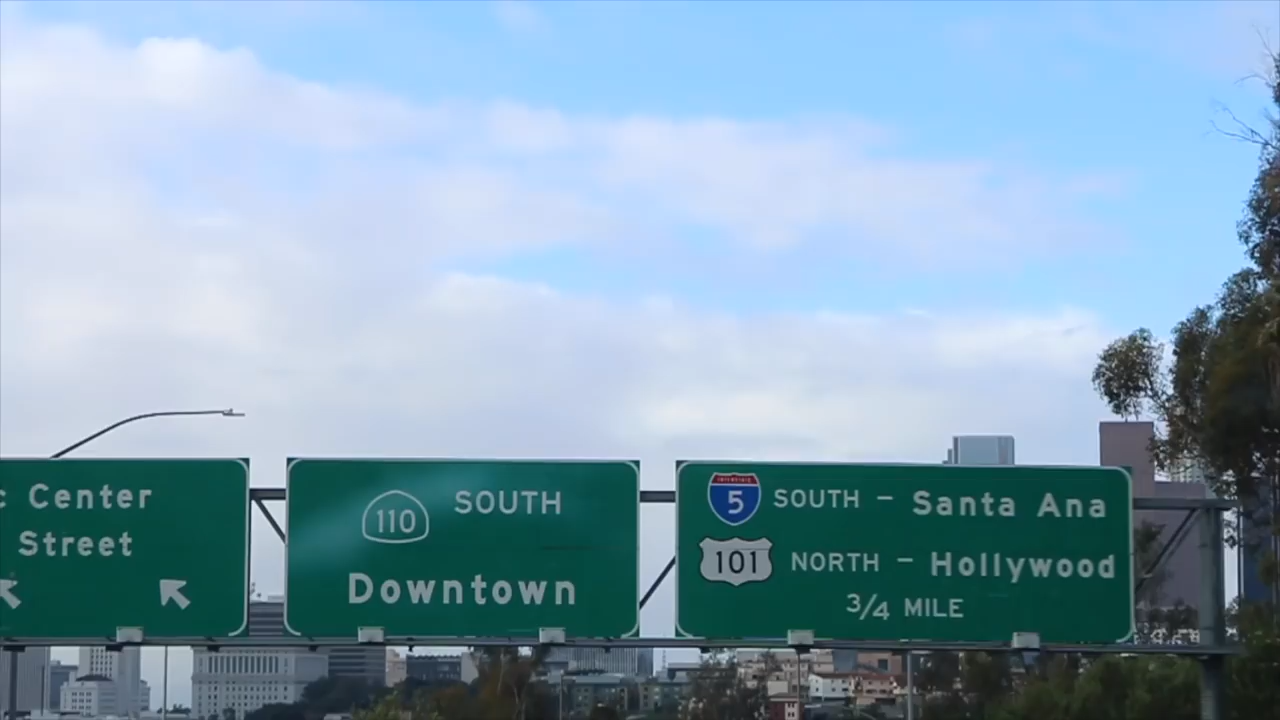 Center
Street
110 SOUTH
Downtown
INTERSTATE
5 SOUTH - Santa Ana
101 NORTH - Hollywood
3/4 MILE